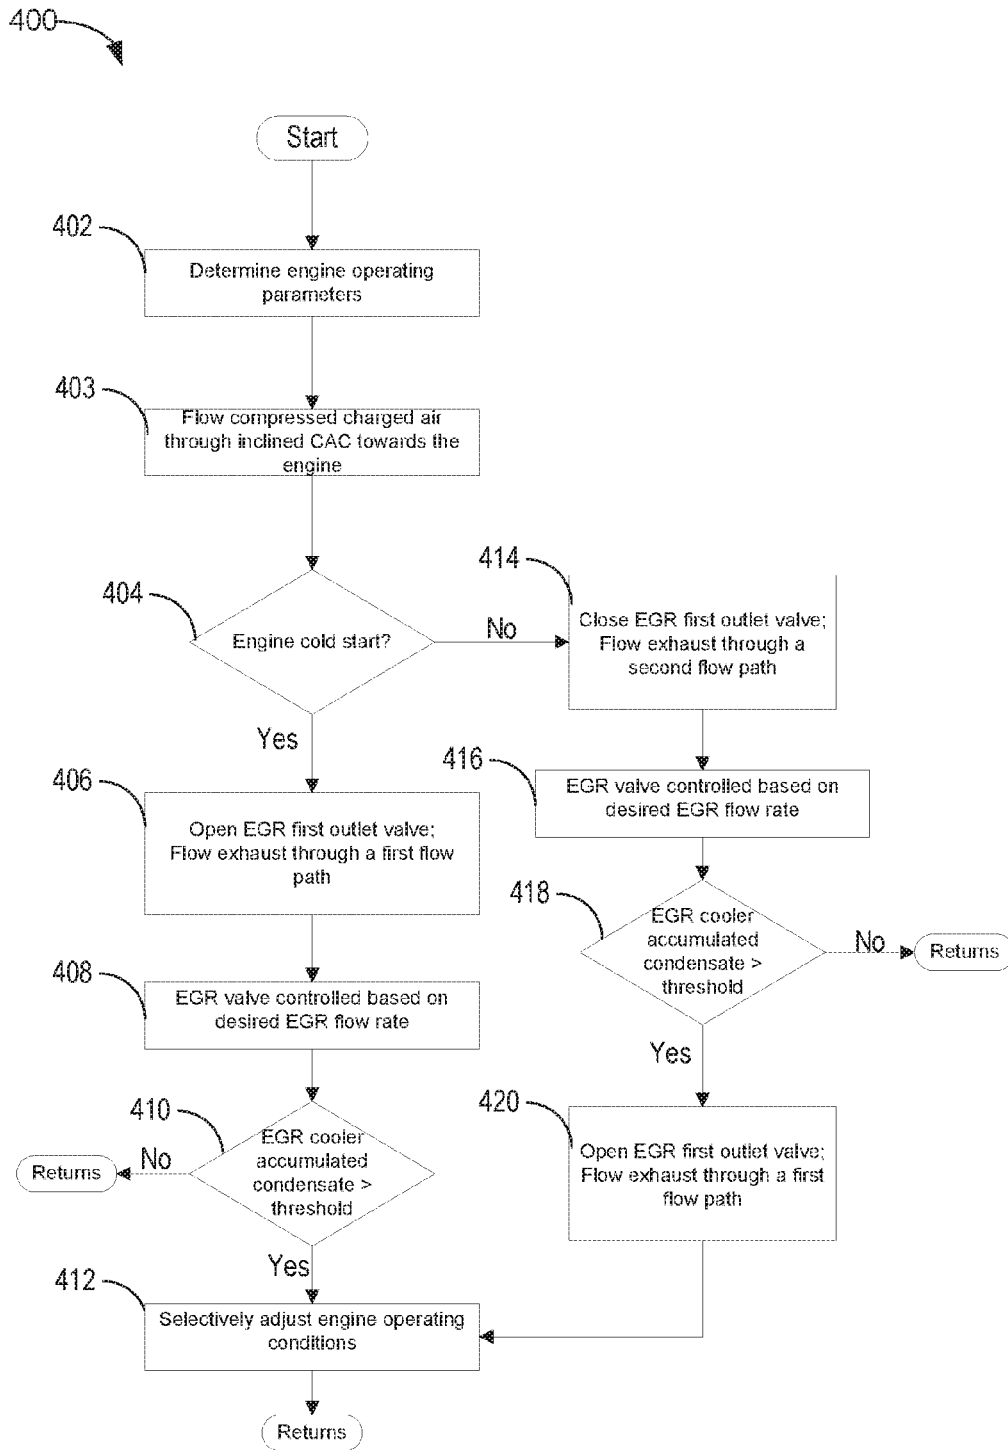 400
Start
402
Determine engine operating
parameters
403
Flow compressed charged air
through inclined CAC towards the
engine
404
Engine cold start?
No
Yes
414
Close EGR first outlet valve;
Flow exhaust through a
second flow path
406
Open EGR first outlet valve;
Flow exhaust through a first flow
path
416
EGR valve controlled based on
desired EGR flow rate
408
EGR valve controlled based on
desired EGR flow rate
418
EGR cooler
accumulated
condensate >
threshold
No
Returns
Yes
410
EGR cooler
accumulated
condensate >
threshold
No
Returns
Yes
420
Open EGR first outlet valve;
Flow exhaust through a first
flow path
412
Selectively adjust engine operating
conditions
Returns